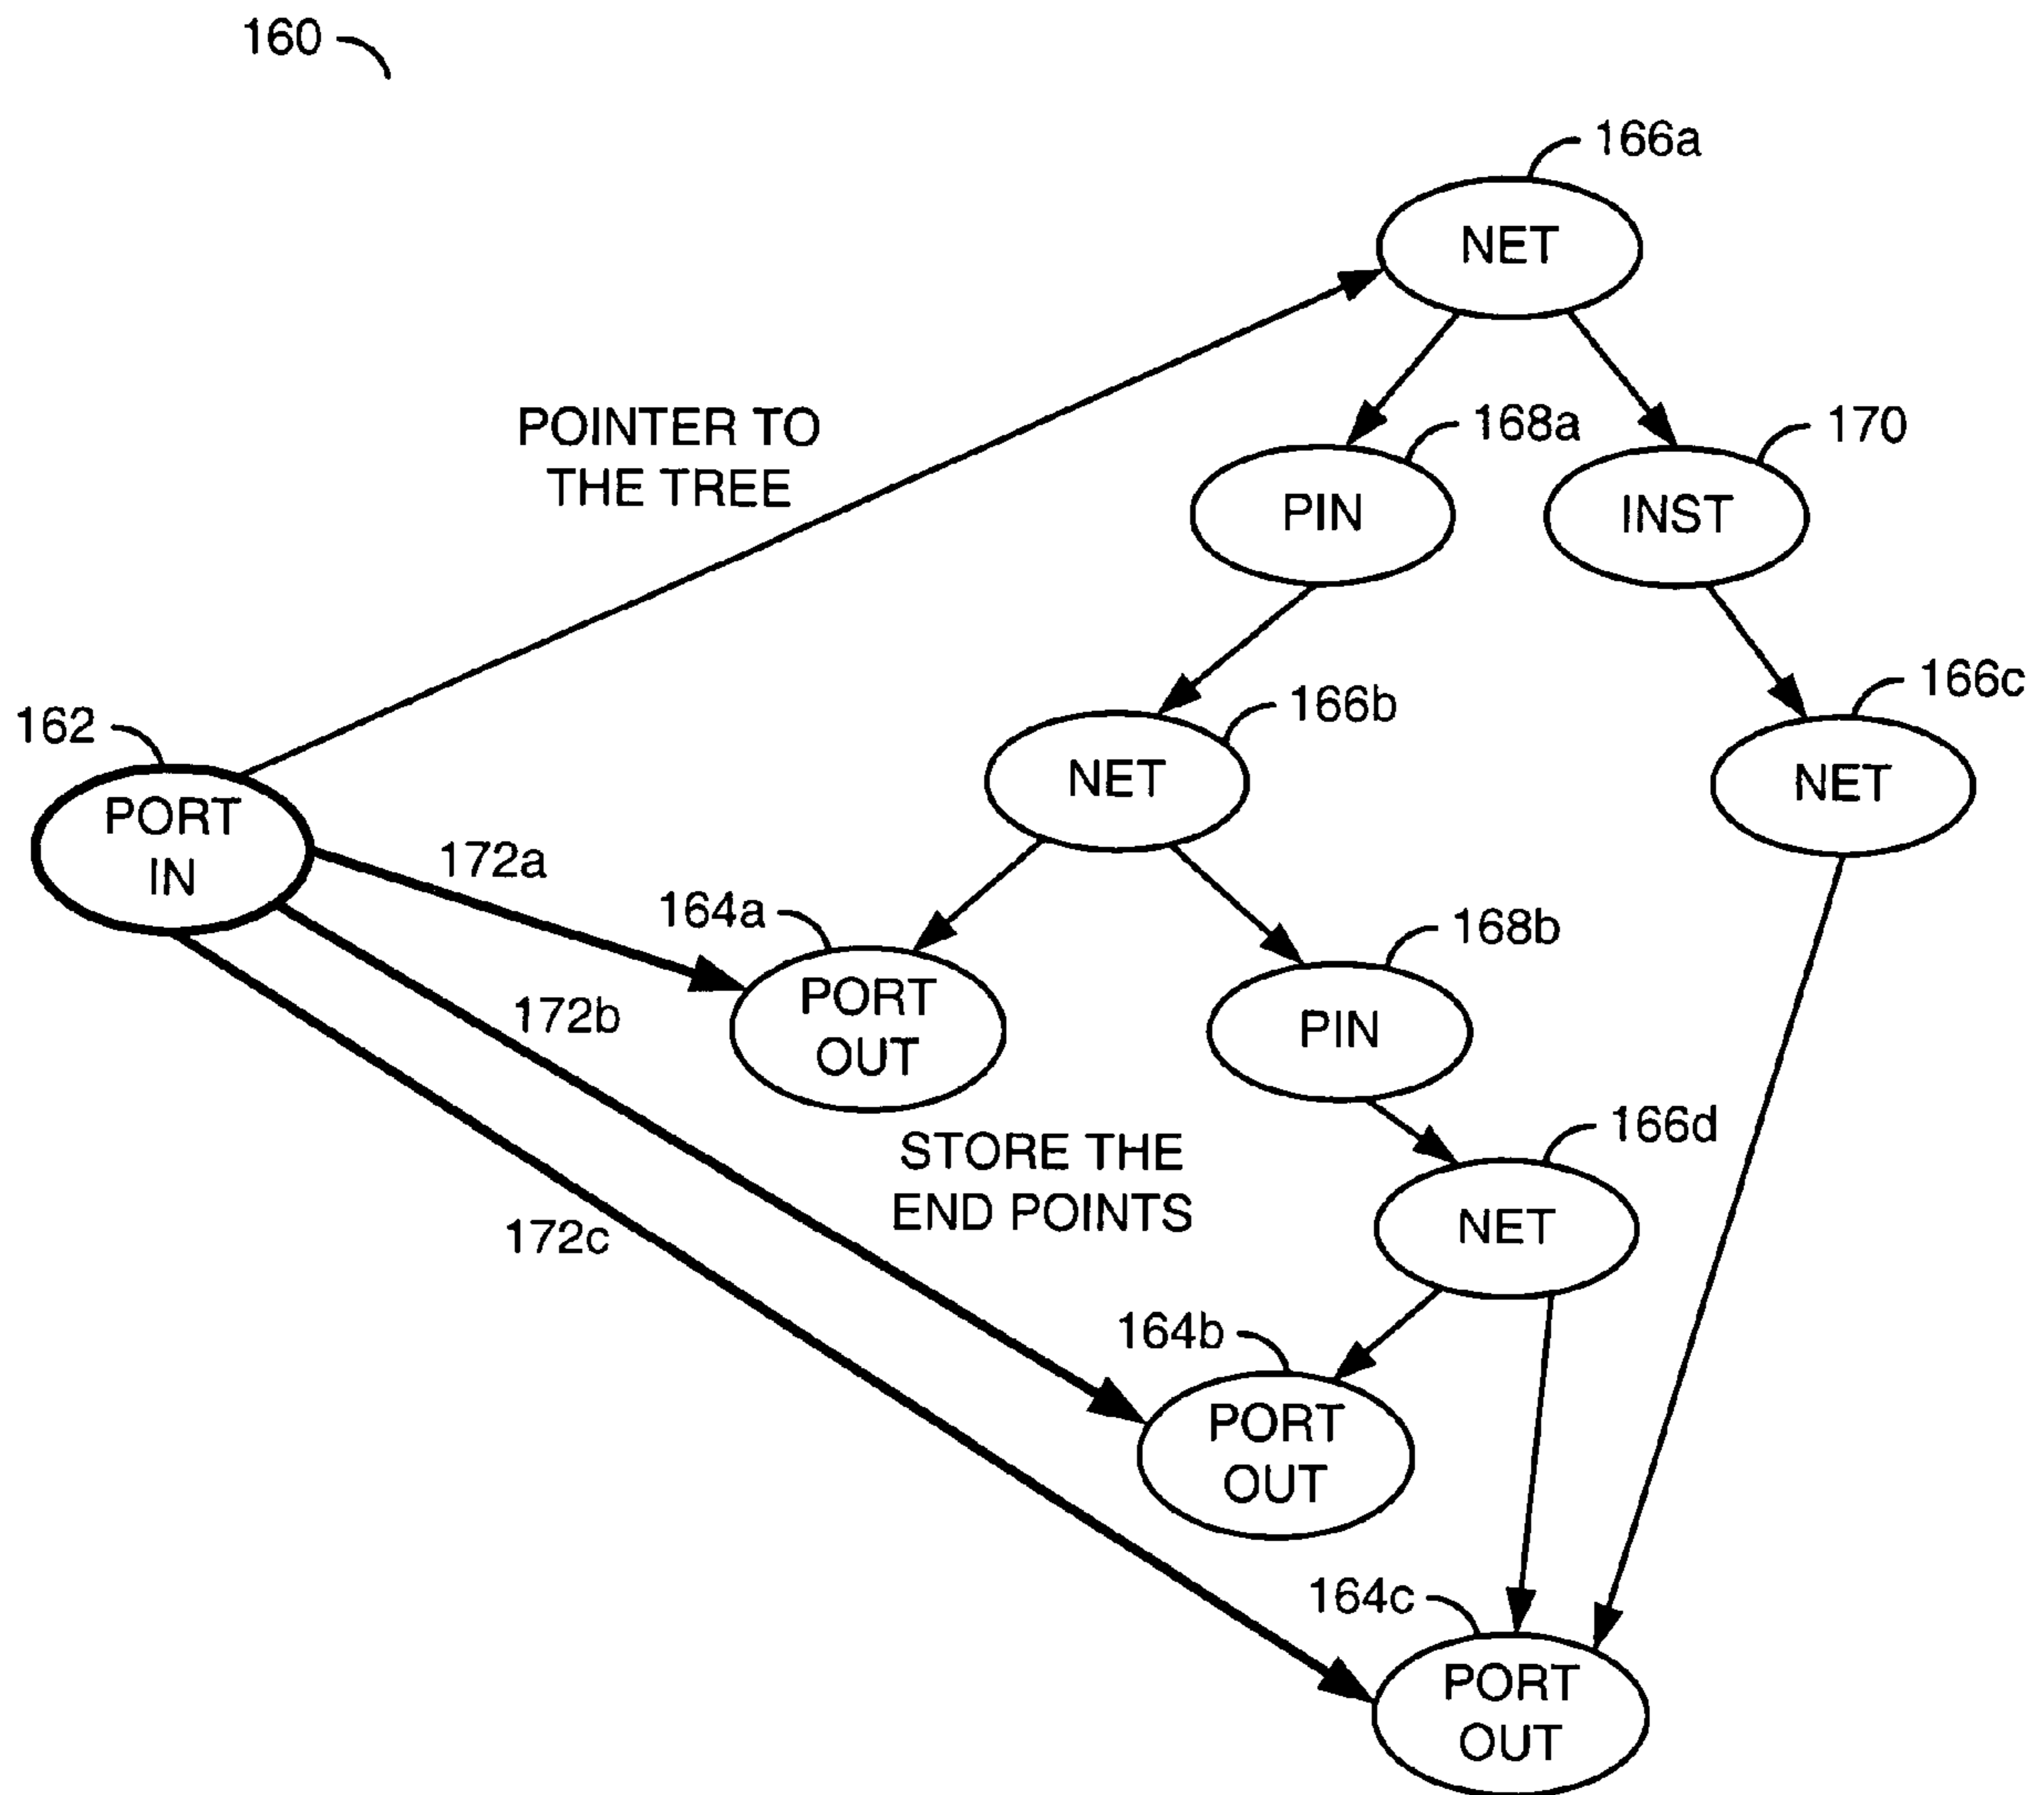 160
166a
NET
POINTER TO
THE TREE
168a
170
PIN
INST
162
166b
166c
PORT
IN
NET
NET
172a
164a
168b
PORT
OUT
172b
PIN
STORE THE
END POINTS
166d
172c
NET
164b
PORT
OUT
164c
PORT
OUT